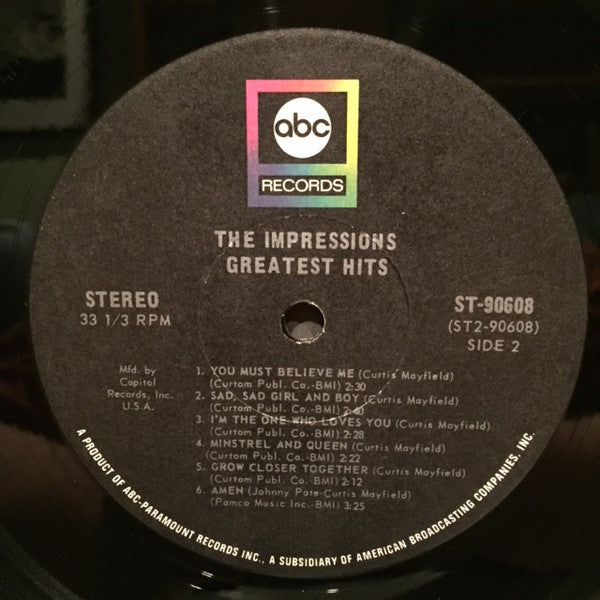 abc
RECORDS
THE IMPRESSIONS
GREATEST HITS
STEREO
33 1/3 RPM
ST-90608
(ST2-90608)
SIDE 2
Mfd. by
Capitol
Records, Inc.
U.S.A.
1. YOU MUST BELIEVE ME (Curtis Mayfield)
(Curtom Publ. Co.-BMI) 2:30
2. SAD, SAD GIRL AND BOY (Curtis Mayfield)
(Curtom Publ. Co.-BMI) 2:40
3. I'M THE ONE WHO LOVES YOU (Curtis Mayfield)
(Curtom Publ. Co.-BMI) 2:28
4. MINSTREL AND QUEEN (Curtis Mayfield)
(Curtom Publ. Co.-BMI) 2:22
5. GROW CLOSER TOGETHER (Curtis Mayfield)
(Curtom Publ. Co.-BMI) 2:12
6. AMEN (Johnny Pate-Curtis Mayfield)
(Pamco Music Inc.-BMI) 3:25
A PRODUCT OF ABC-PARAMOUNT RECORDS INC., A SUBSIDIARY OF AMERICAN BROADCASTING COMPANIES, INC.